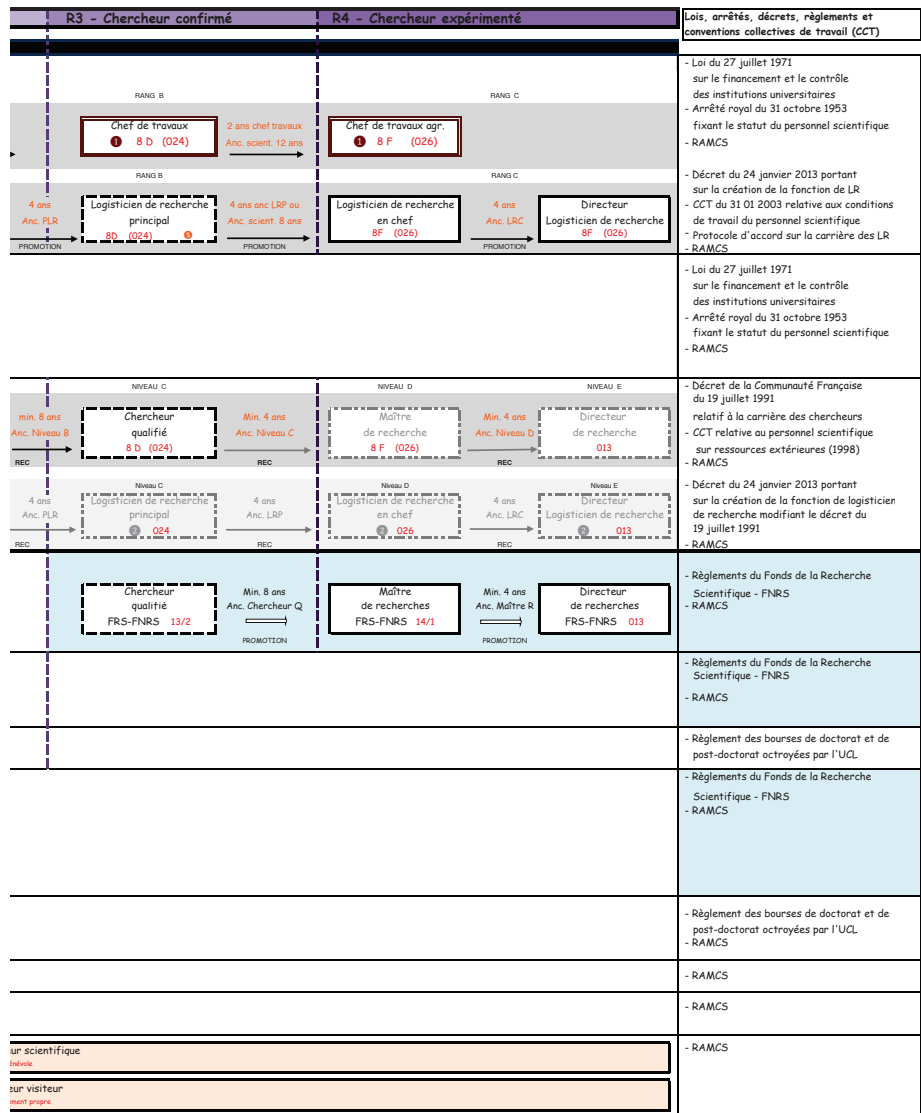 R3 - Chercheur confirmé
R4 - Chercheur expérimenté
Lois, arrêtés, décrets, règlements et
conventions collectives de travail (CCT)
RANG B
RANG C
Chef de travaux
❶ 8 D (024)
2 ans chef travaux
Anc. scient. 12 ans
Chef de travaux agr.
❶ 8 F (026)
- Loi du 27 juillet 1971
sur le financement et le contrôle
des institutions universitaires
- Arrêté royal du 31 octobre 1953
fixant le statut du personnel scientifique
- RAMCS
RANG B
RANG C
4 ans
Anc. PLR
PROMOTION
Logisticien de recherche
principal
8D (024)
4 ans anc LRP ou
Anc. scient. 8 ans
PROMOTION
Logisticien de recherche
en chef
8F (026)
4 ans
Anc. LRC
PROMOTION
Directeur
Logisticien de recherche
8F (026)
- Décret du 24 janvier 2013 portant
sur la création de la fonction de LR
- CCT du 31 01 2003 relative aux conditions
de travail du personnel scientifique
- Protocole d'accord sur la carrière des LR
- RAMCS
- Loi du 27 juillet 1971
sur le financement et le contrôle
des institutions universitaires
- Arrêté royal du 31 octobre 1953
fixant le statut du personnel scientifique
- RAMCS
NIVEAU C
NIVEAU D
NIVEAU E
min. 8 ans
Anc. Niveau B
REC
Chercheur
qualifié
8 D (024)
Min. 4 ans
Anc. Niveau C
REC
Maître
de recherche
8 F (026)
Min. 4 ans
Anc. Niveau D
REC
Directeur
de recherche
013
- Décret de la Communauté Française
du 19 juillet 1991
relatif à la carrière des chercheurs
- CCT relative au personnel scientifique
sur ressources extérieures (1998)
- RAMCS
Niveau C
Niveau D
Niveau E
4 ans
Anc. PLR
REC
Logisticien de recherche
principal
❷ 024
4 ans
Anc. LRP
REC
Logisticien de recherche
en chef
❷ 026
4 ans
Anc. LRC
REC
Directeur
Logisticien de recherche
❷ 013
- Décret du 24 janvier 2013 portant
sur la création de la fonction de logisticien
de recherche modifiant le décret du
19 juillet 1991
- RAMCS
Chercheur
qualifié
FRS-FNRS 13/2
Min. 8 ans
Anc. Chercheur Q
PROMOTION
Maître
de recherches
FRS-FNRS 14/1
Min. 4 ans
Anc. Maître R
PROMOTION
Directeur
de recherches
FRS-FNRS 013
- Règlements du Fonds de la Recherche
Scientifique - FNRS
- RAMCS
- Règlements du Fonds de la Recherche
Scientifique - FNRS
- RAMCS
- Règlement des bourses de doctorat et de
post-doctorat octroyées par l'UCL
- Règlements du Fonds de la Recherche
Scientifique - FNRS
- RAMCS
- Règlement des bourses de doctorat et de
post-doctorat octroyées par l'UCL
- RAMCS
- RAMCS
- RAMCS
ur scientifique
énévole
- RAMCS
eur visiteur
ement propre